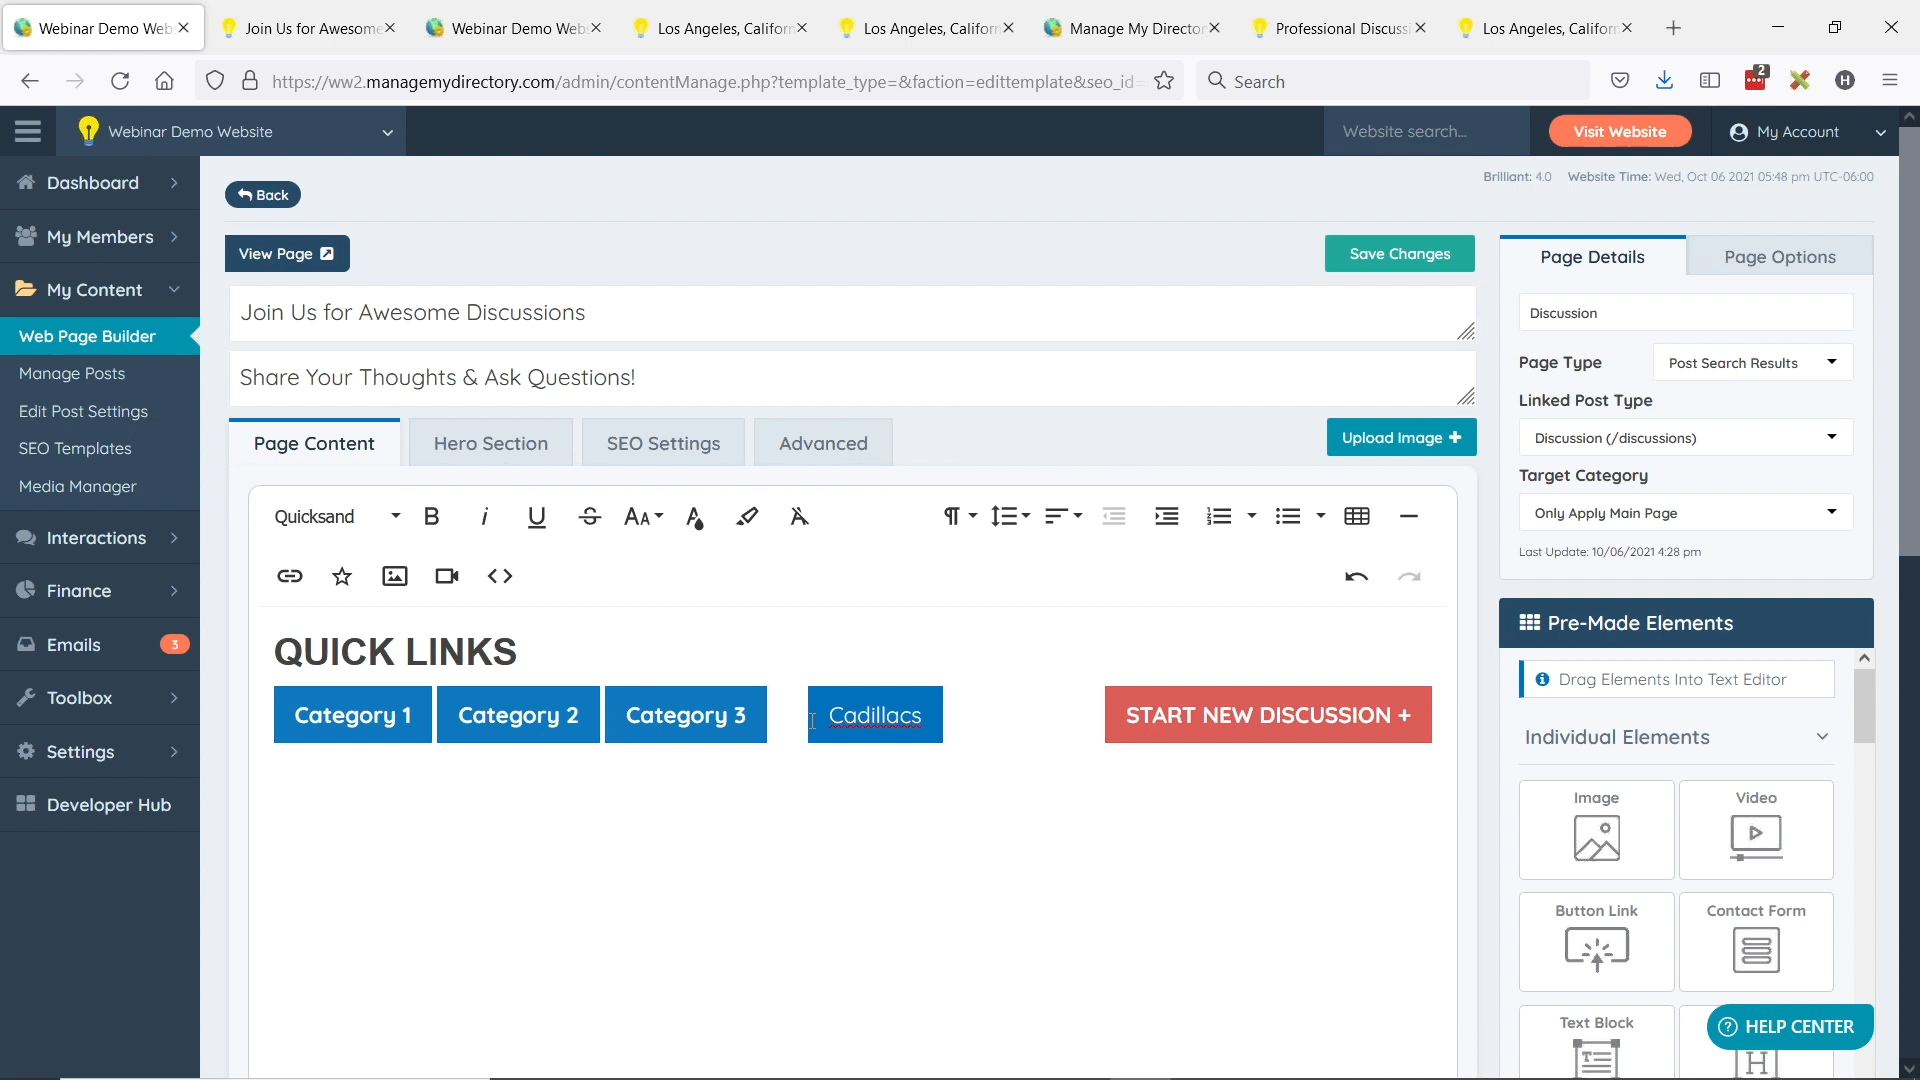 Webinar Demo Web
Join Us for Awesome
Webinar Demo Web
Los Angeles, Californ
Los Angeles, Californ
Manage My Director
Professional Discussi
Los Angeles, Californ
https://ww2.managemydirectory.com/admin/contentManage.php?template_type=&faction=edittemplate&seo_id=
Search
2
H
Webinar Demo Website
Website search...
Visit Website
My Account
Dashboard
My Members
My Content
Web Page Builder
Manage Posts
Edit Post Settings
SEO Templates
Media Manager
Interactions
Finance
Emails
3
Toolbox
Settings
Developer Hub
Back
Brilliant: 4.0 Website Time: Wed, Oct 06 2021 05:48 pm UTC-06:00
View Page
Save Changes
Join Us for Awesome Discussions
Share Your Thoughts & Ask Questions!
Page Content
Hero Section
SEO Settings
Advanced
Upload Image +
Quicksand
QUICK LINKS
Category 1
Category 2
Category 3
Cadillacs
START NEW DISCUSSION +
Page Details
Page Options
Discussion
Page Type
Post Search Results
Linked Post Type
Discussion (/discussions)
Target Category
Only Apply Main Page
Last Update: 10/06/2021 4:28 pm
Pre-Made Elements
Drag Elements Into Text Editor
Individual Elements
Image
Video
Button Link
Contact Form
Text Block
HELP CENTER